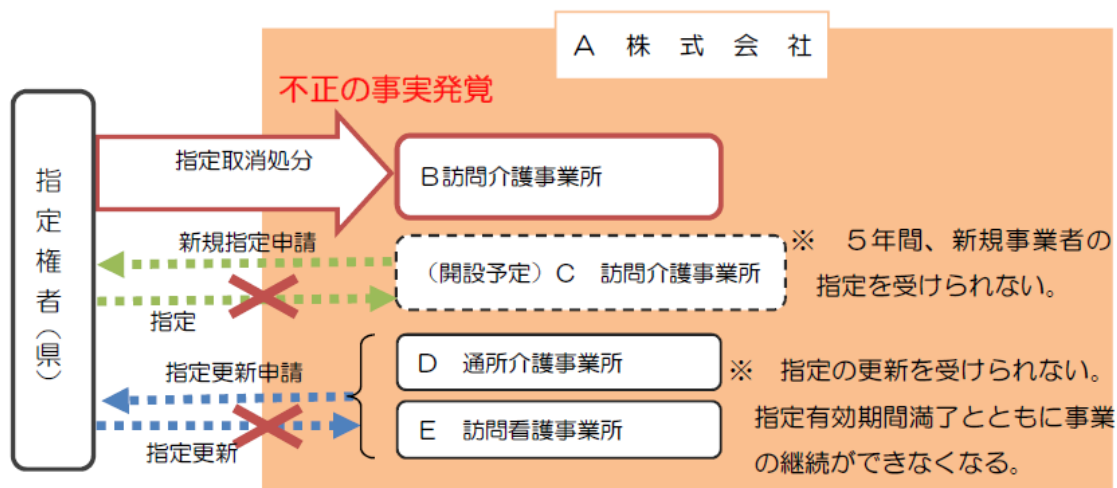 A 株 式 会 社
不正の事実発覚
指定権者(県)
指定取消処分
B訪問介護事業所
新規指定申請
(開設予定)C 訪問介護事業所
指定
※ 5年間、新規事業者の
指定を受けられない。
指定更新申請
D 通所介護事業所
E 訪問看護事業所
指定更新
※ 指定の更新を受けられない。
指定有効期間満了とともに事業
の継続ができなくなる。